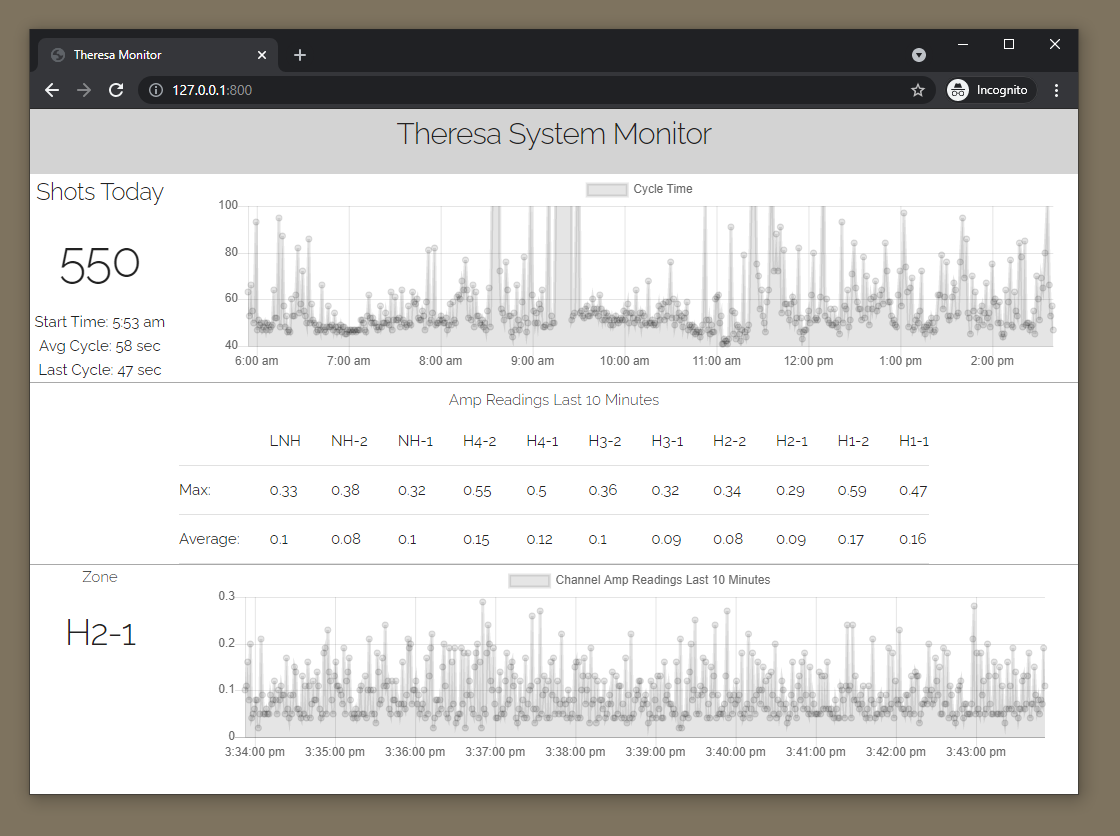 Theresa Monitor
127.0.0.1:800
Incognito
Theresa System Monitor
Shots Today
550
Start Time: 5:53 am
Avg Cycle: 58 sec
Last Cycle: 47 sec
Cycle Time
100
80
60
40
6:00 am 7:00 am 8:00 am 9:00 am 10:00 am 11:00 am 12:00 pm 1:00 pm 2:00 pm
Amp Readings Last 10 Minutes
LNH NH-2 NH-1 H4-2 H4-1 H3-2 H3-1 H2-2 H2-1 H1-2 H1-1
Max: 0.33 0.38 0.32 0.55 0.5 0.36 0.32 0.34 0.29 0.59 0.47
Average: 0.1 0.08 0.1 0.15 0.12 0.1 0.09 0.08 0.09 0.17 0.16
Zone
H2-1
Channel Amp Readings Last 10 Minutes
0.3
0.2
0.1
0
3:34:00 pm 3:35:00 pm 3:36:00 pm 3:37:00 pm 3:38:00 pm 3:39:00 pm 3:40:00 pm 3:41:00 pm 3:42:00 pm 3:43:00 pm